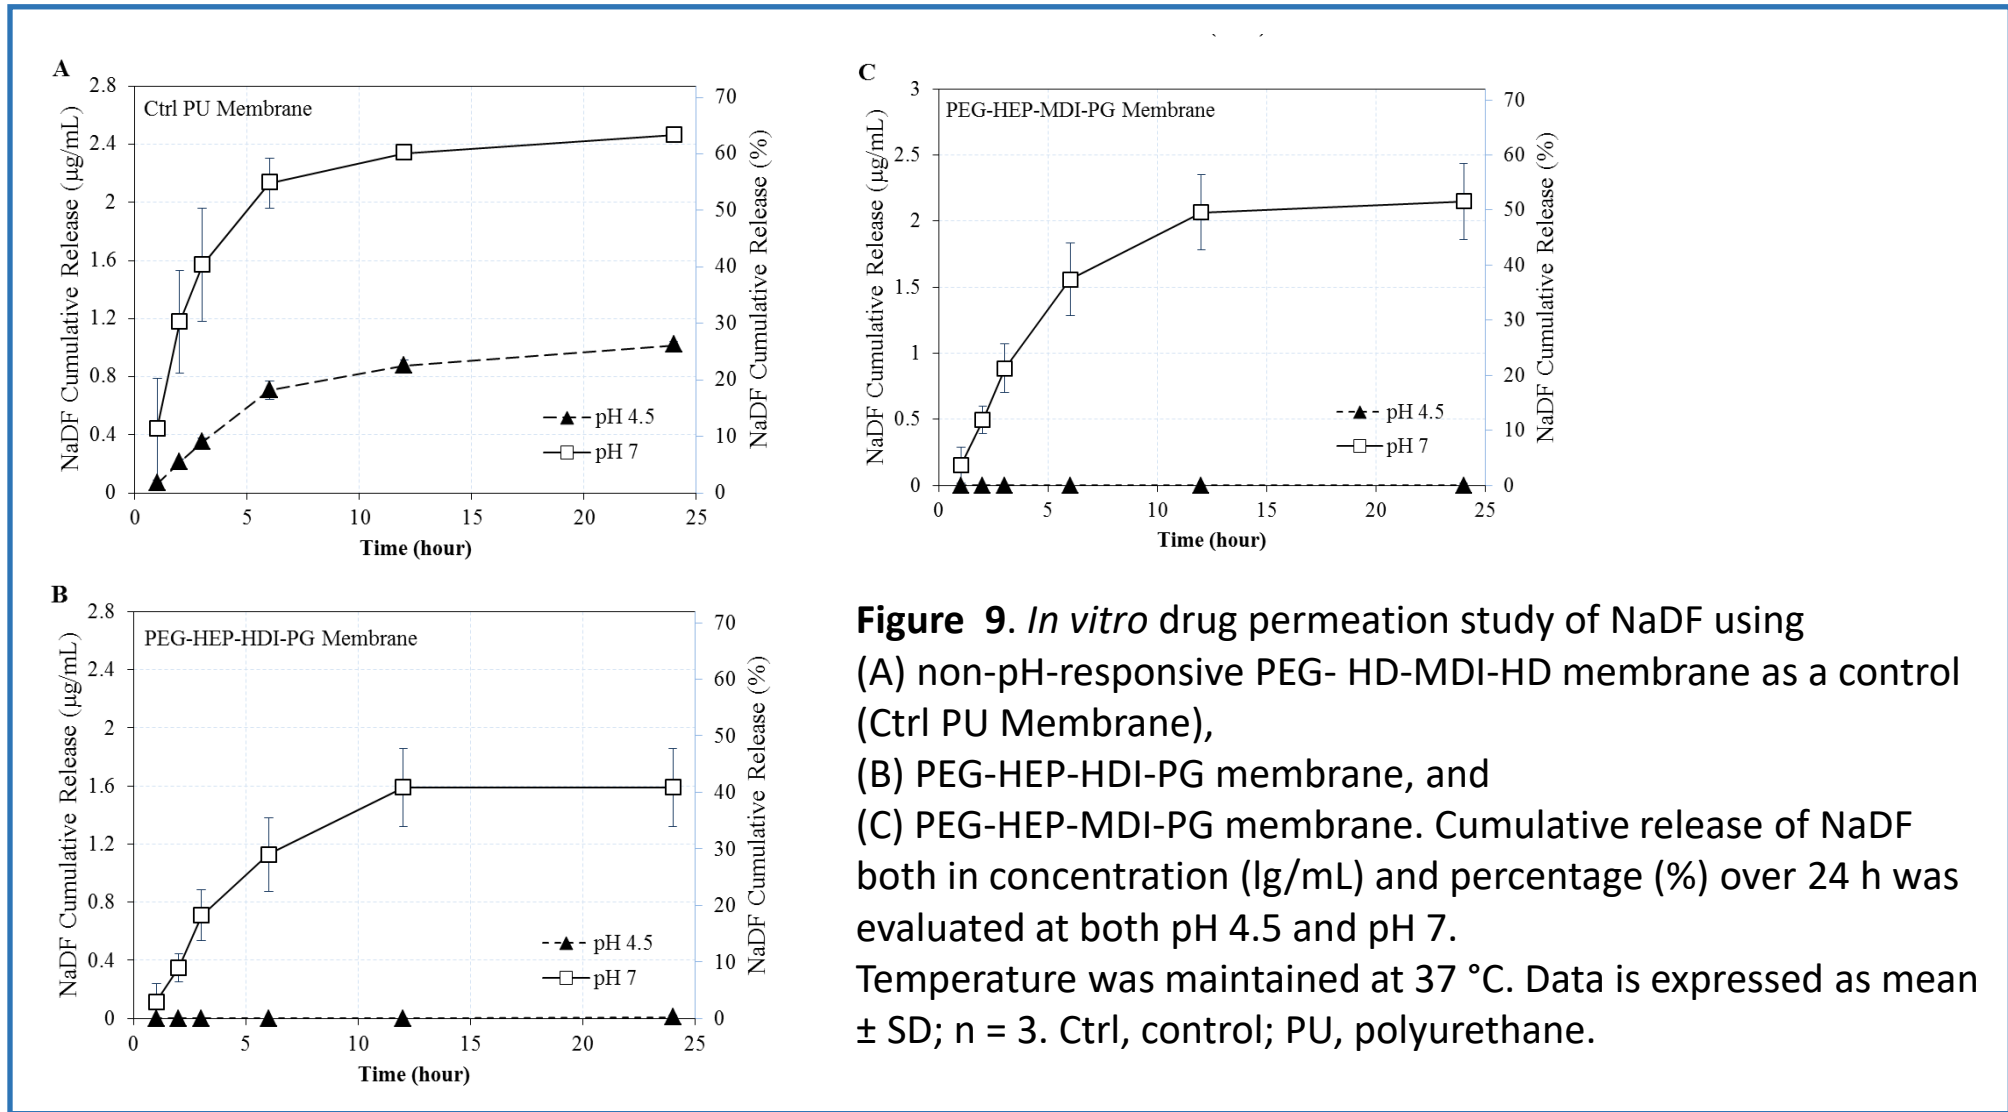 A
Ctrl PU Membrane
NaDF Cumulative Release (µg/mL)
2.8
2.4
2
1.6
1.2
0.8
0.4
0
NaDF Cumulative Release (%)
70
60
50
40
30
20
10
0
pH 4.5
pH 7
0 5 10 15 20 25
Time (hour)
C
PEG-HEP-MDI-PG Membrane
NaDF Cumulative Release (µg/mL)
3
2.5
2
1.5
1
0.5
0
NaDF Cumulative Release (%)
70
60
50
40
30
20
10
0
pH 4.5
pH 7
0 5 10 15 20 25
Time (hour)
B
PEG-HEP-HDI-PG Membrane
NaDF Cumulative Release (µg/mL)
2.8
2.4
2
1.6
1.2
0.8
0.4
0
NaDF Cumulative Release (%)
70
60
50
40
30
20
10
0
pH 4.5
pH 7
0 5 10 15 20 25
Time (hour)
Figure 9. In vitro drug permeation study of NaDF using
(A) non-pH-responsive PEG- HD-MDI-HD membrane as a control
(Ctrl PU Membrane),
(B) PEG-HEP-HDI-PG membrane, and
(C) PEG-HEP-MDI-PG membrane. Cumulative release of NaDF
both in concentration (lg/mL) and percentage (%) over 24 h was
evaluated at both pH 4.5 and pH 7.
Temperature was maintained at 37 °C. Data is expressed as mean
± SD; n = 3. Ctrl, control; PU, polyurethane.